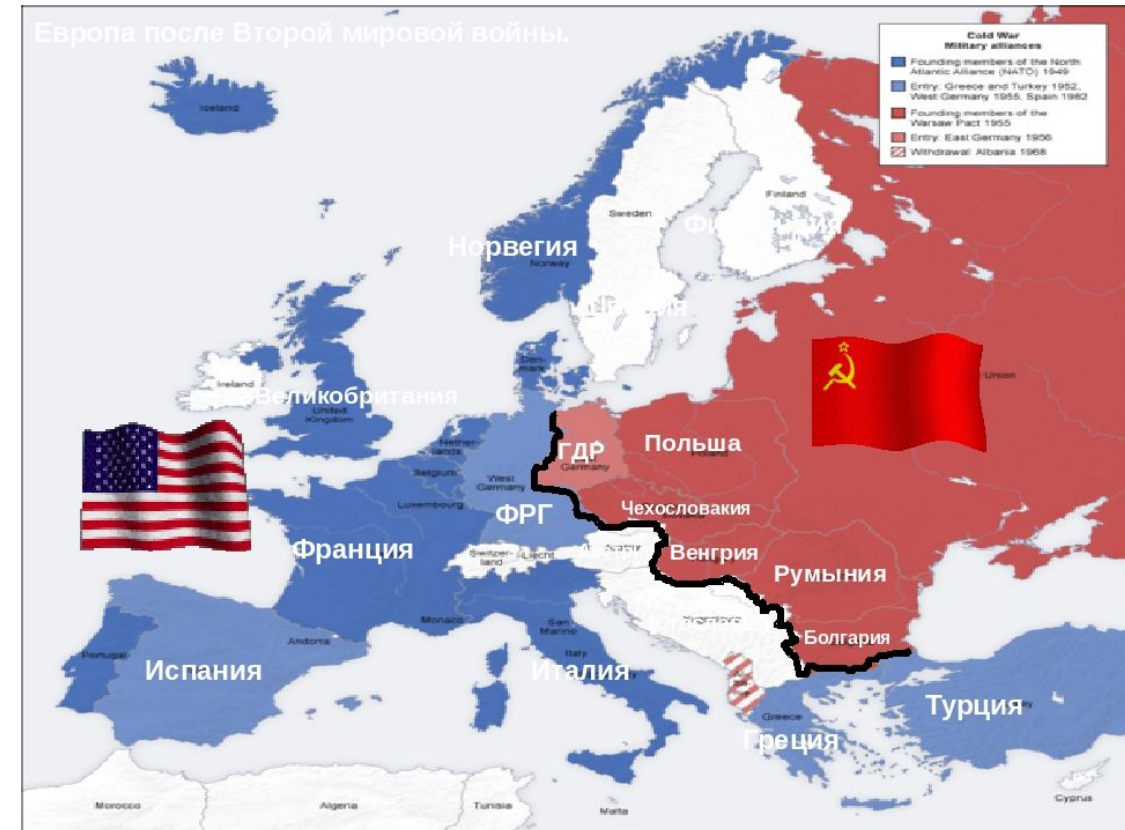 Европа после Второй мировой войны.
Cold War
Military alliances
Founding members of the North
Atlantic Alliance (NATO) 1949
Entry: Greece and Turkey 1952,
West Germany 1955, Spain 1982
Founding members of the
Warsaw Pact 1955
Entry: East Germany 1956
Withdrawal: Albania 1968
Iceland
Finland
Sweden
Норвегия
Norway
Den-
mark
Ireland
Великобритания
United
Kingdom
Union
Nether-
lands
Belgium
West
Germany
Luxembourg
ГДР
Germany
Польша
Poland
Чехословакия
ФРГ
Франция
Switzer-
land
Liecht.
Венгрия
Румыния
Monaco
San
Marino
Andorra
Болгария
Portugal
Испания
Италия
Italy
Турция
Greece
Греция
Morocco
Algeria
Tunisia
Malta
Cyprus